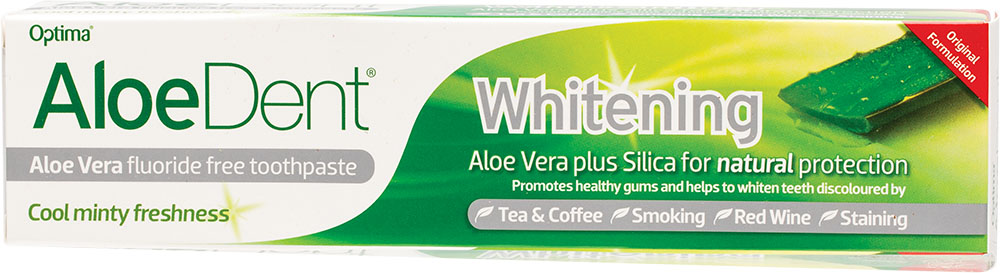 Optima®
AloeDent®
Aloe Vera fluoride free toothpaste
Cool minty freshness
Whitening
Aloe Vera plus Silica for natural protection
Promotes healthy gums and helps to whiten teeth discoloured by
Tea & Coffee Smoking Red Wine Staining
Original
Formulation